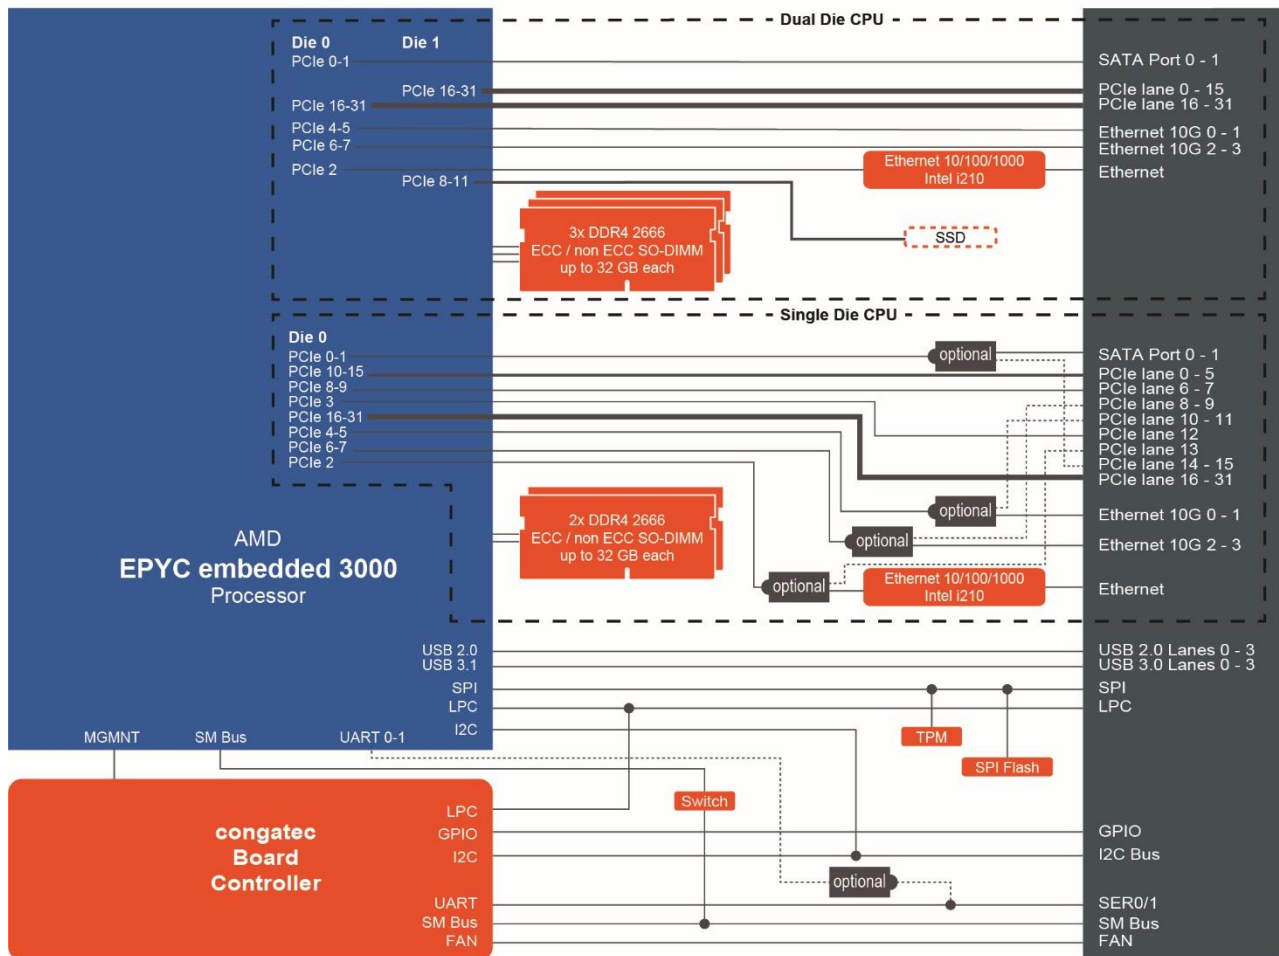 Dual Die CPU
Die 0
Die 1
PCIe 0-1
SATA Port 0 - 1
PCIe 16-31
PCIe lane 0 - 15
PCIe 16-31
PCIe lane 16 - 31
PCIe 4-5
Ethernet 10G 0 - 1
PCIe 6-7
Ethernet 10G 2 - 3
PCIe 2
Ethernet 10/100/1000
Intel i210
Ethernet
PCIe 8-11
3x DDR4 2666
ECC / non ECC SO-DIMM
up to 32 GB each
SSD
Single Die CPU
Die 0
PCIe 0-1
PCIe 10-15
PCIe 8-9
PCIe 3
PCIe 16-31
PCIe 4-5
PCIe 6-7
PCIe 2
optional
SATA Port 0 - 1
PCIe lane 0 - 5
PCIe lane 6 - 7
PCIe lane 8 - 9
PCIe lane 10 - 11
PCIe lane 12
PCIe lane 13
PCIe lane 14 - 15
PCIe lane 16 - 31
optional
Ethernet 10G 0 - 1
optional
Ethernet 10G 2 - 3
optional
Ethernet 10/100/1000
Intel i210
Ethernet
2x DDR4 2666
ECC / non ECC SO-DIMM
up to 32 GB each
AMD
EPYC embedded 3000
Processor
USB 2.0
USB 2.0 Lanes 0 - 3
USB 3.1
USB 3.0 Lanes 0 - 3
SPI
SPI
LPC
LPC
I2C
TPM
SPI Flash
MGMNT
SM Bus
UART 0-1
Switch
congatec
Board
Controller
LPC
GPIO
GPIO
I2C
I2C Bus
optional
UART
SER0/1
SM Bus
SM Bus
FAN
FAN